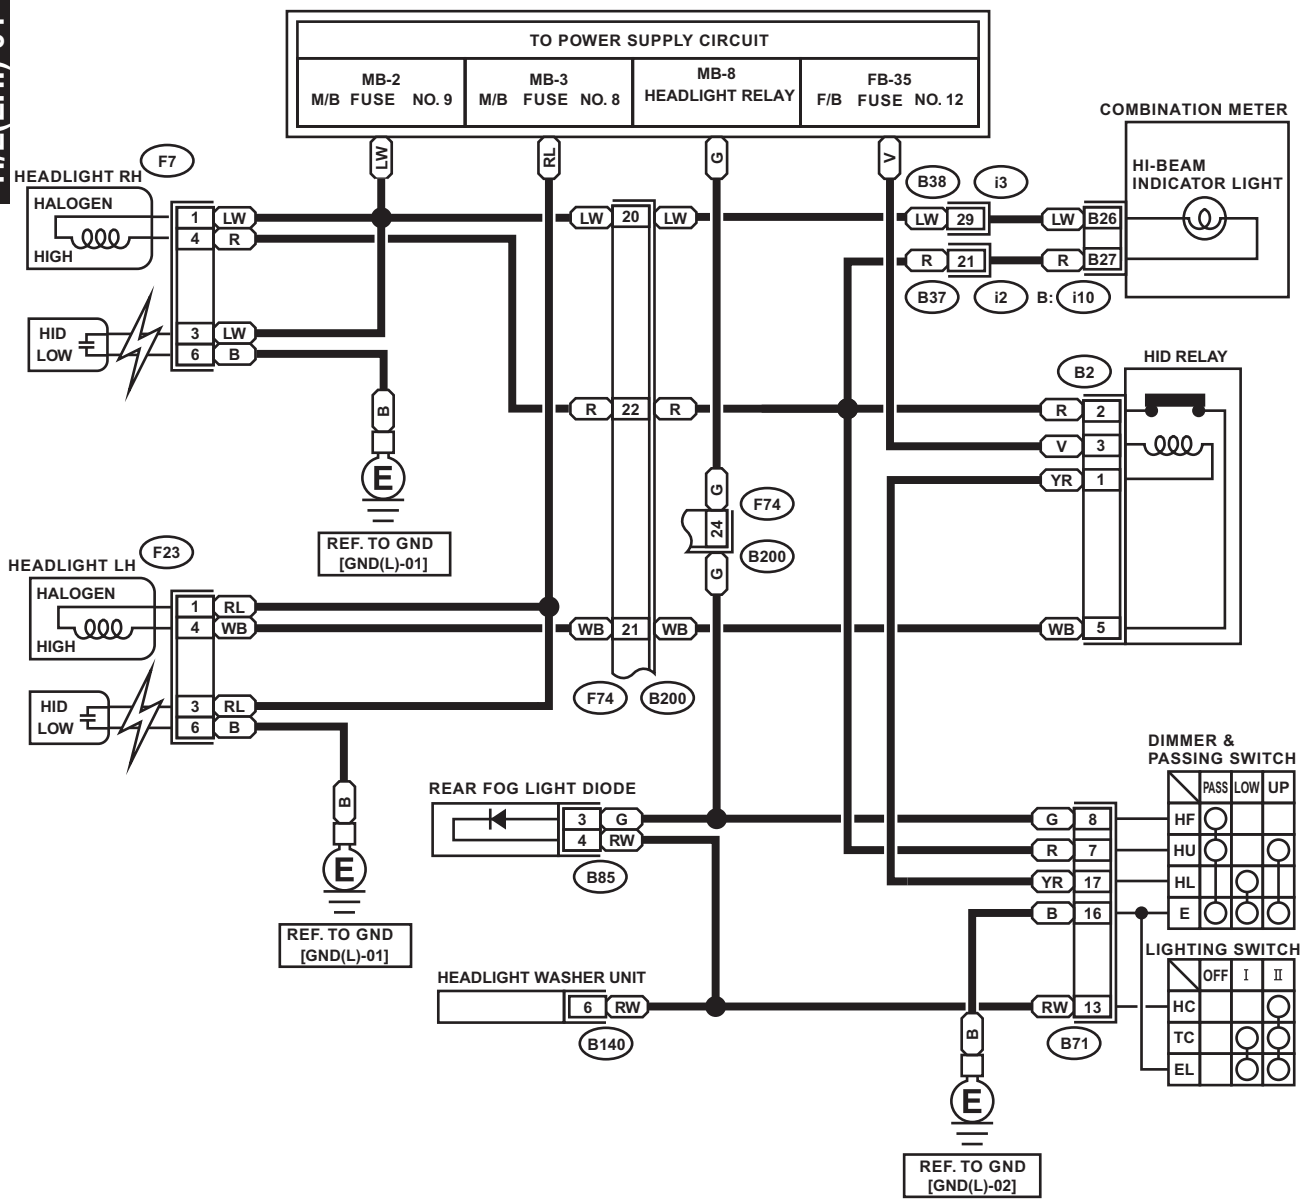 TO POWER SUPPLY CIRCUIT
MB-2
M/B FUSE NO. 9
MB-3
M/B FUSE NO. 8
MB-8
HEADLIGHT RELAY
FB-35
F/B FUSE NO. 12
LW
RL
G
V
COMBINATION METER
HI-BEAM
INDICATOR LIGHT
HEADLIGHT RH
F7
HALOGEN
HIGH
1 LW
4 R
HID
LOW
3 LW
6 B
B
E
REF. TO GND
[GND(L)-01]
LW 20 LW
R 22 R
WB 21 WB
F74
B200
B38
i3
LW 29
LW B26
R 21
R B27
B37
i2
B: i10
HID RELAY
B2
R 2
V 3
YR 1
WB 5
G
24
G
F74
B200
HEADLIGHT LH
F23
HALOGEN
HIGH
1 RL
4 WB
HID
LOW
3 RL
6 B
B
E
REF. TO GND
[GND(L)-01]
REAR FOG LIGHT DIODE
3 G
4 RW
B85
HEADLIGHT WASHER UNIT
6 RW
B140
G 8
R 7
YR 17
B 16
RW 13
B71
B
E
REF. TO GND
[GND(L)-02]
DIMMER &
PASSING SWITCH
PASS LOW UP
HF
HU
HL
E
LIGHTING SWITCH
OFF I II
HC
TC
EL